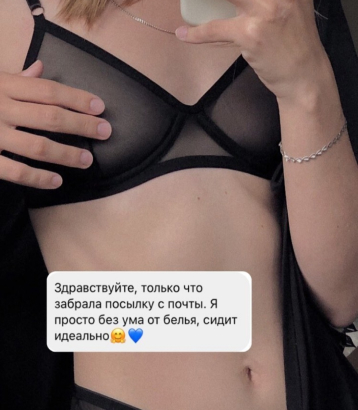 Здравствуйте, только что
забрала посылку с почты. Я
просто без ума от белья, сидит
идеально🤗💙